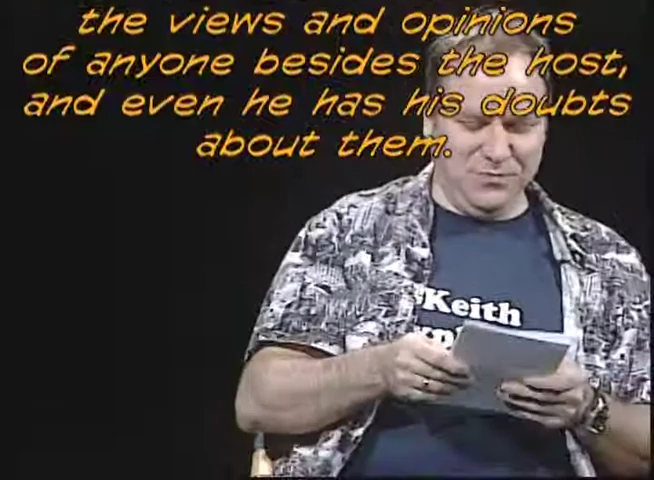 the views and opinions
of anyone besides the host,
and even he has his doubts
about them.
Keith